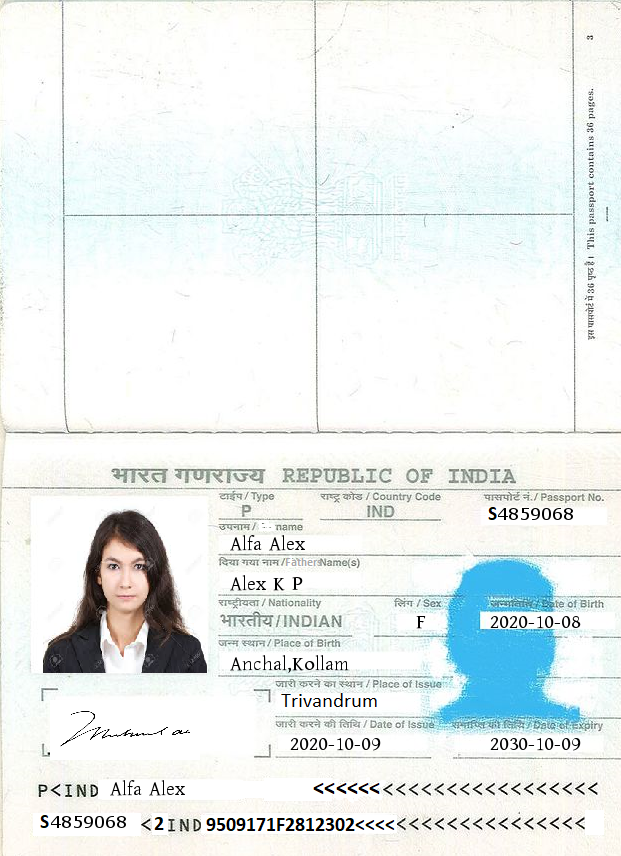 3
इस पासपोर्ट में 36 पृष्ठ हैं। This passport contains 36 pages.
भारत गणराज्य REPUBLIC OF INDIA
टाईप / Type राष्ट्र कोड / Country Code पासपोर्ट नं. / Passport No.
P IND S4859068
उपनाम / name
Alfa Alex
दिया गया नाम /FathersName(s)
Alex K P
राष्ट्रीयता / Nationality लिंग / Sex जन्मतिथि / Date of Birth
भारतीय / INDIAN F 2020-10-08
जन्म स्थान / Place of Birth
Anchal,Kollam
जारी करने का स्थान / Place of Issue
Trivandrum
जारी करने की तिथि / Date of Issue समाप्ति की तिथि / Date of Expiry
2020-10-09 2030-10-09
P<IND Alfa Alex <<<<<<<<<<<<<<<<<<<<<<<
S4859068 <2IND9509171F2812302<<<<<<<<<<<<<<<<<<